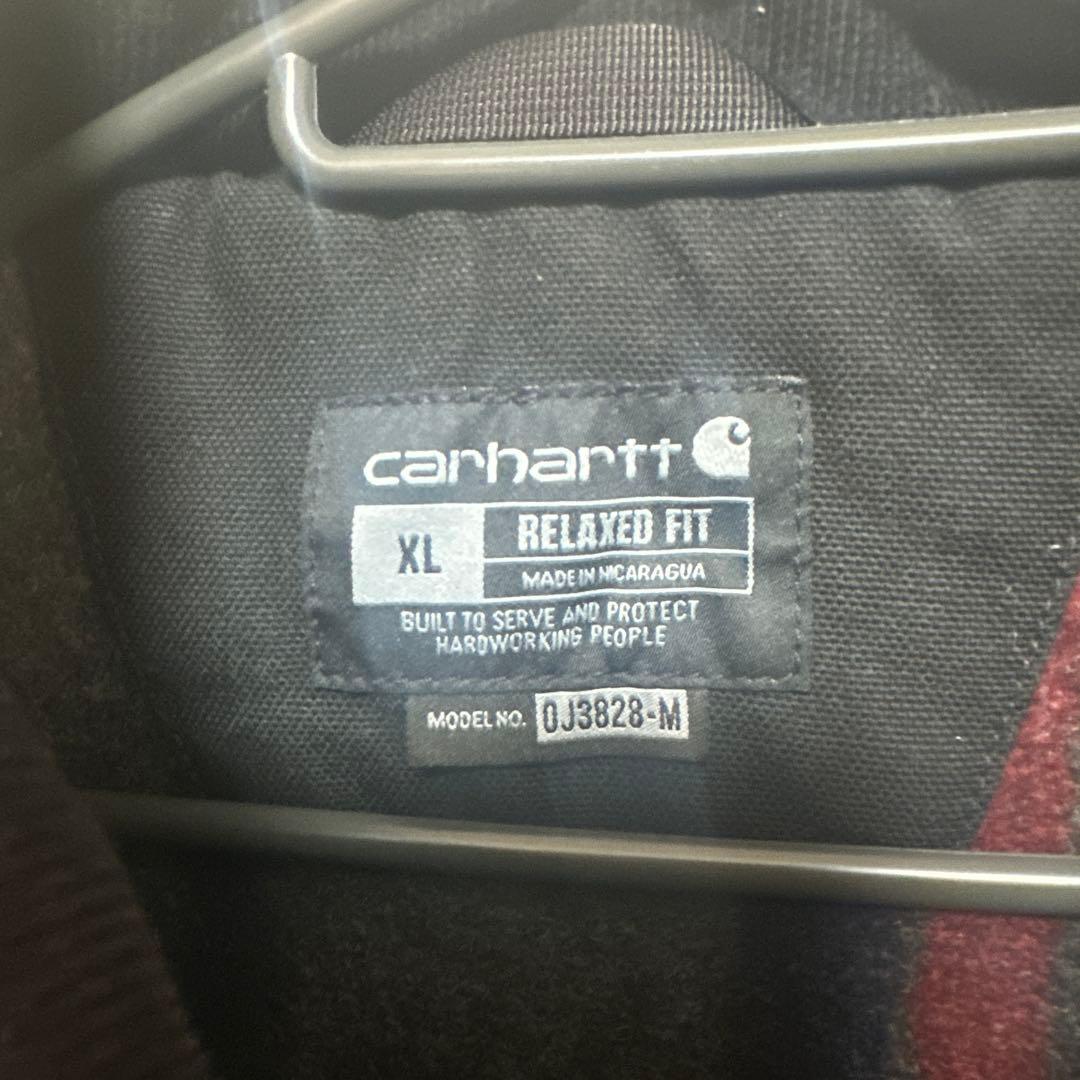 carhartt
XL
RELAXED FIT
MADE IN NICARAGUA
BUILT TO SERVE AND PROTECT
HARDWORKING PEOPLE
MODEL NO. OJ3828-M